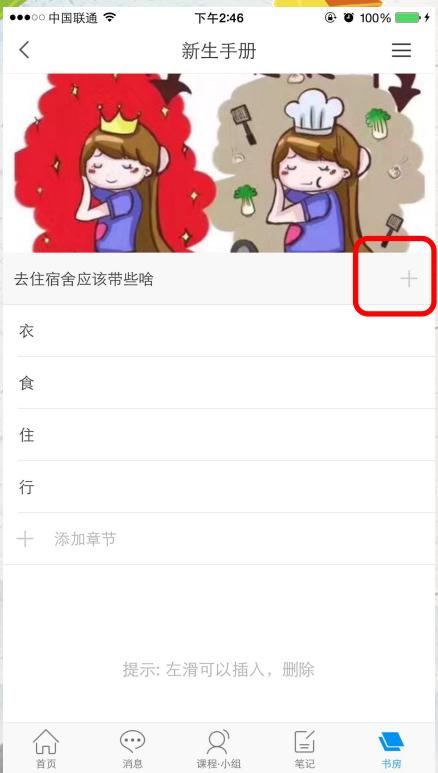 中国联通 下午2:46 100%
新生手册
去住宿舍应该带些啥
衣
食
住
行
添加章节
提示: 左滑可以插入，删除
首页 消息 课程·小组 笔记 书房